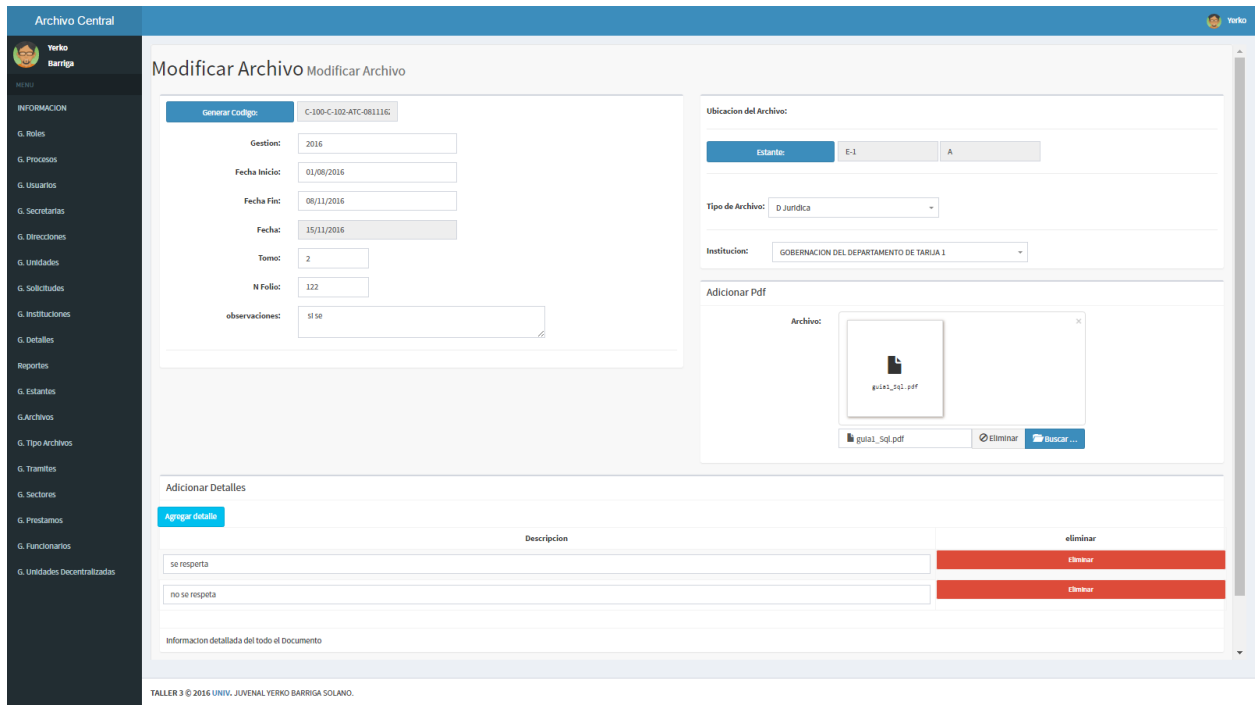 Archivo Central
Yerko
Yerko
Barriga
MENU
INFORMACION
G. Roles
G. Procesos
G. Usuarios
G. Secretarias
G. Direcciones
G. Unidades
G. Solicitudes
G. Instituciones
G. Detalles
Reportes
G. Estantes
G.Archivos
G. Tipo Archivos
G. Tramites
G. Sectores
G. Prestamos
G. Funcionarios
G. Unidades Decentralizadas
Modificar Archivo Modificar Archivo
Generar Codigo: C-100-C-102-ATC-081116
Gestion: 2016
Fecha Inicio: 01/08/2016
Fecha Fin: 08/11/2016
Fecha: 15/11/2016
Tomo: 2
N Folio: 122
observaciones: si se
Ubicacion del Archivo:
Estante: E-1 A
Tipo de Archivo: D Juridica
Institucion: GOBERNACION DEL DEPARTAMENTO DE TARIJA 1
Adicionar Pdf
Archivo: ×
guia1_Sql.pdf
guia1_Sql.pdf Eliminar Buscar ...
Adicionar Detalles
Agregar detalle
Descripcion eliminar
se resperta Eliminar
no se respeta Eliminar
Informacion detallada del todo el Documento
TALLER 3 © 2016 UNIV. JUVENAL YERKO BARRIGA SOLANO.